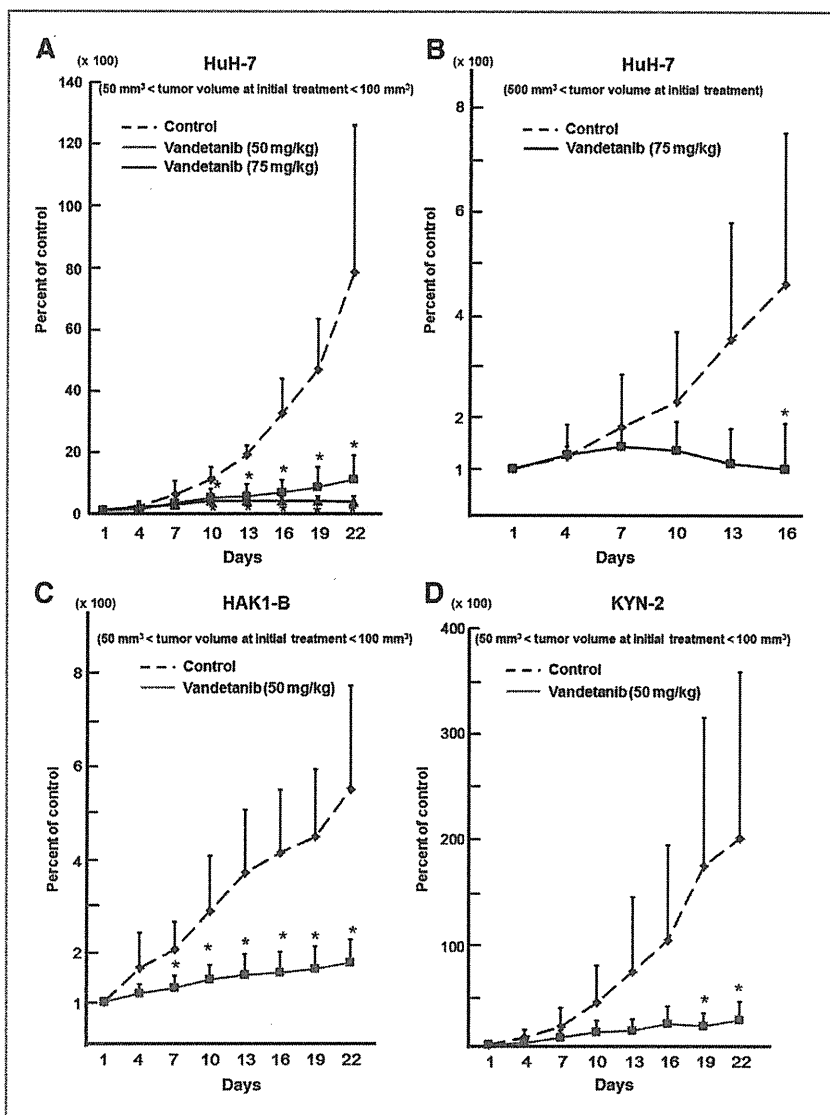 A
(x 100)
HuH-7
(50 mm³ < tumor volume at initial treatment < 100 mm³)
Control
Vandetanib (50 mg/kg)
Vandetanib (75 mg/kg)
Percent of control
140
120
100
80
60
40
20
0
* * * * *
* * * * *
1 4 7 10 13 16 19 22
Days
B
(x 100)
HuH-7
(500 mm³ < tumor volume at initial treatment)
Control
Vandetanib (75 mg/kg)
Percent of control
8
6
4
2
1
*
1 4 7 10 13 16
Days
C
(x 100)
HAK1-B
(50 mm³ < tumor volume at initial treatment < 100 mm³)
Control
Vandetanib (50 mg/kg)
Percent of control
8
6
4
2
1
* * * * * *
1 4 7 10 13 16 19 22
Days
D
(x 100)
KYN-2
(50 mm³ < tumor volume at initial treatment < 100 mm³)
Control
Vandetanib (50 mg/kg)
Percent of control
400
300
200
100
* *
1 4 7 10 13 16 19 22
Days